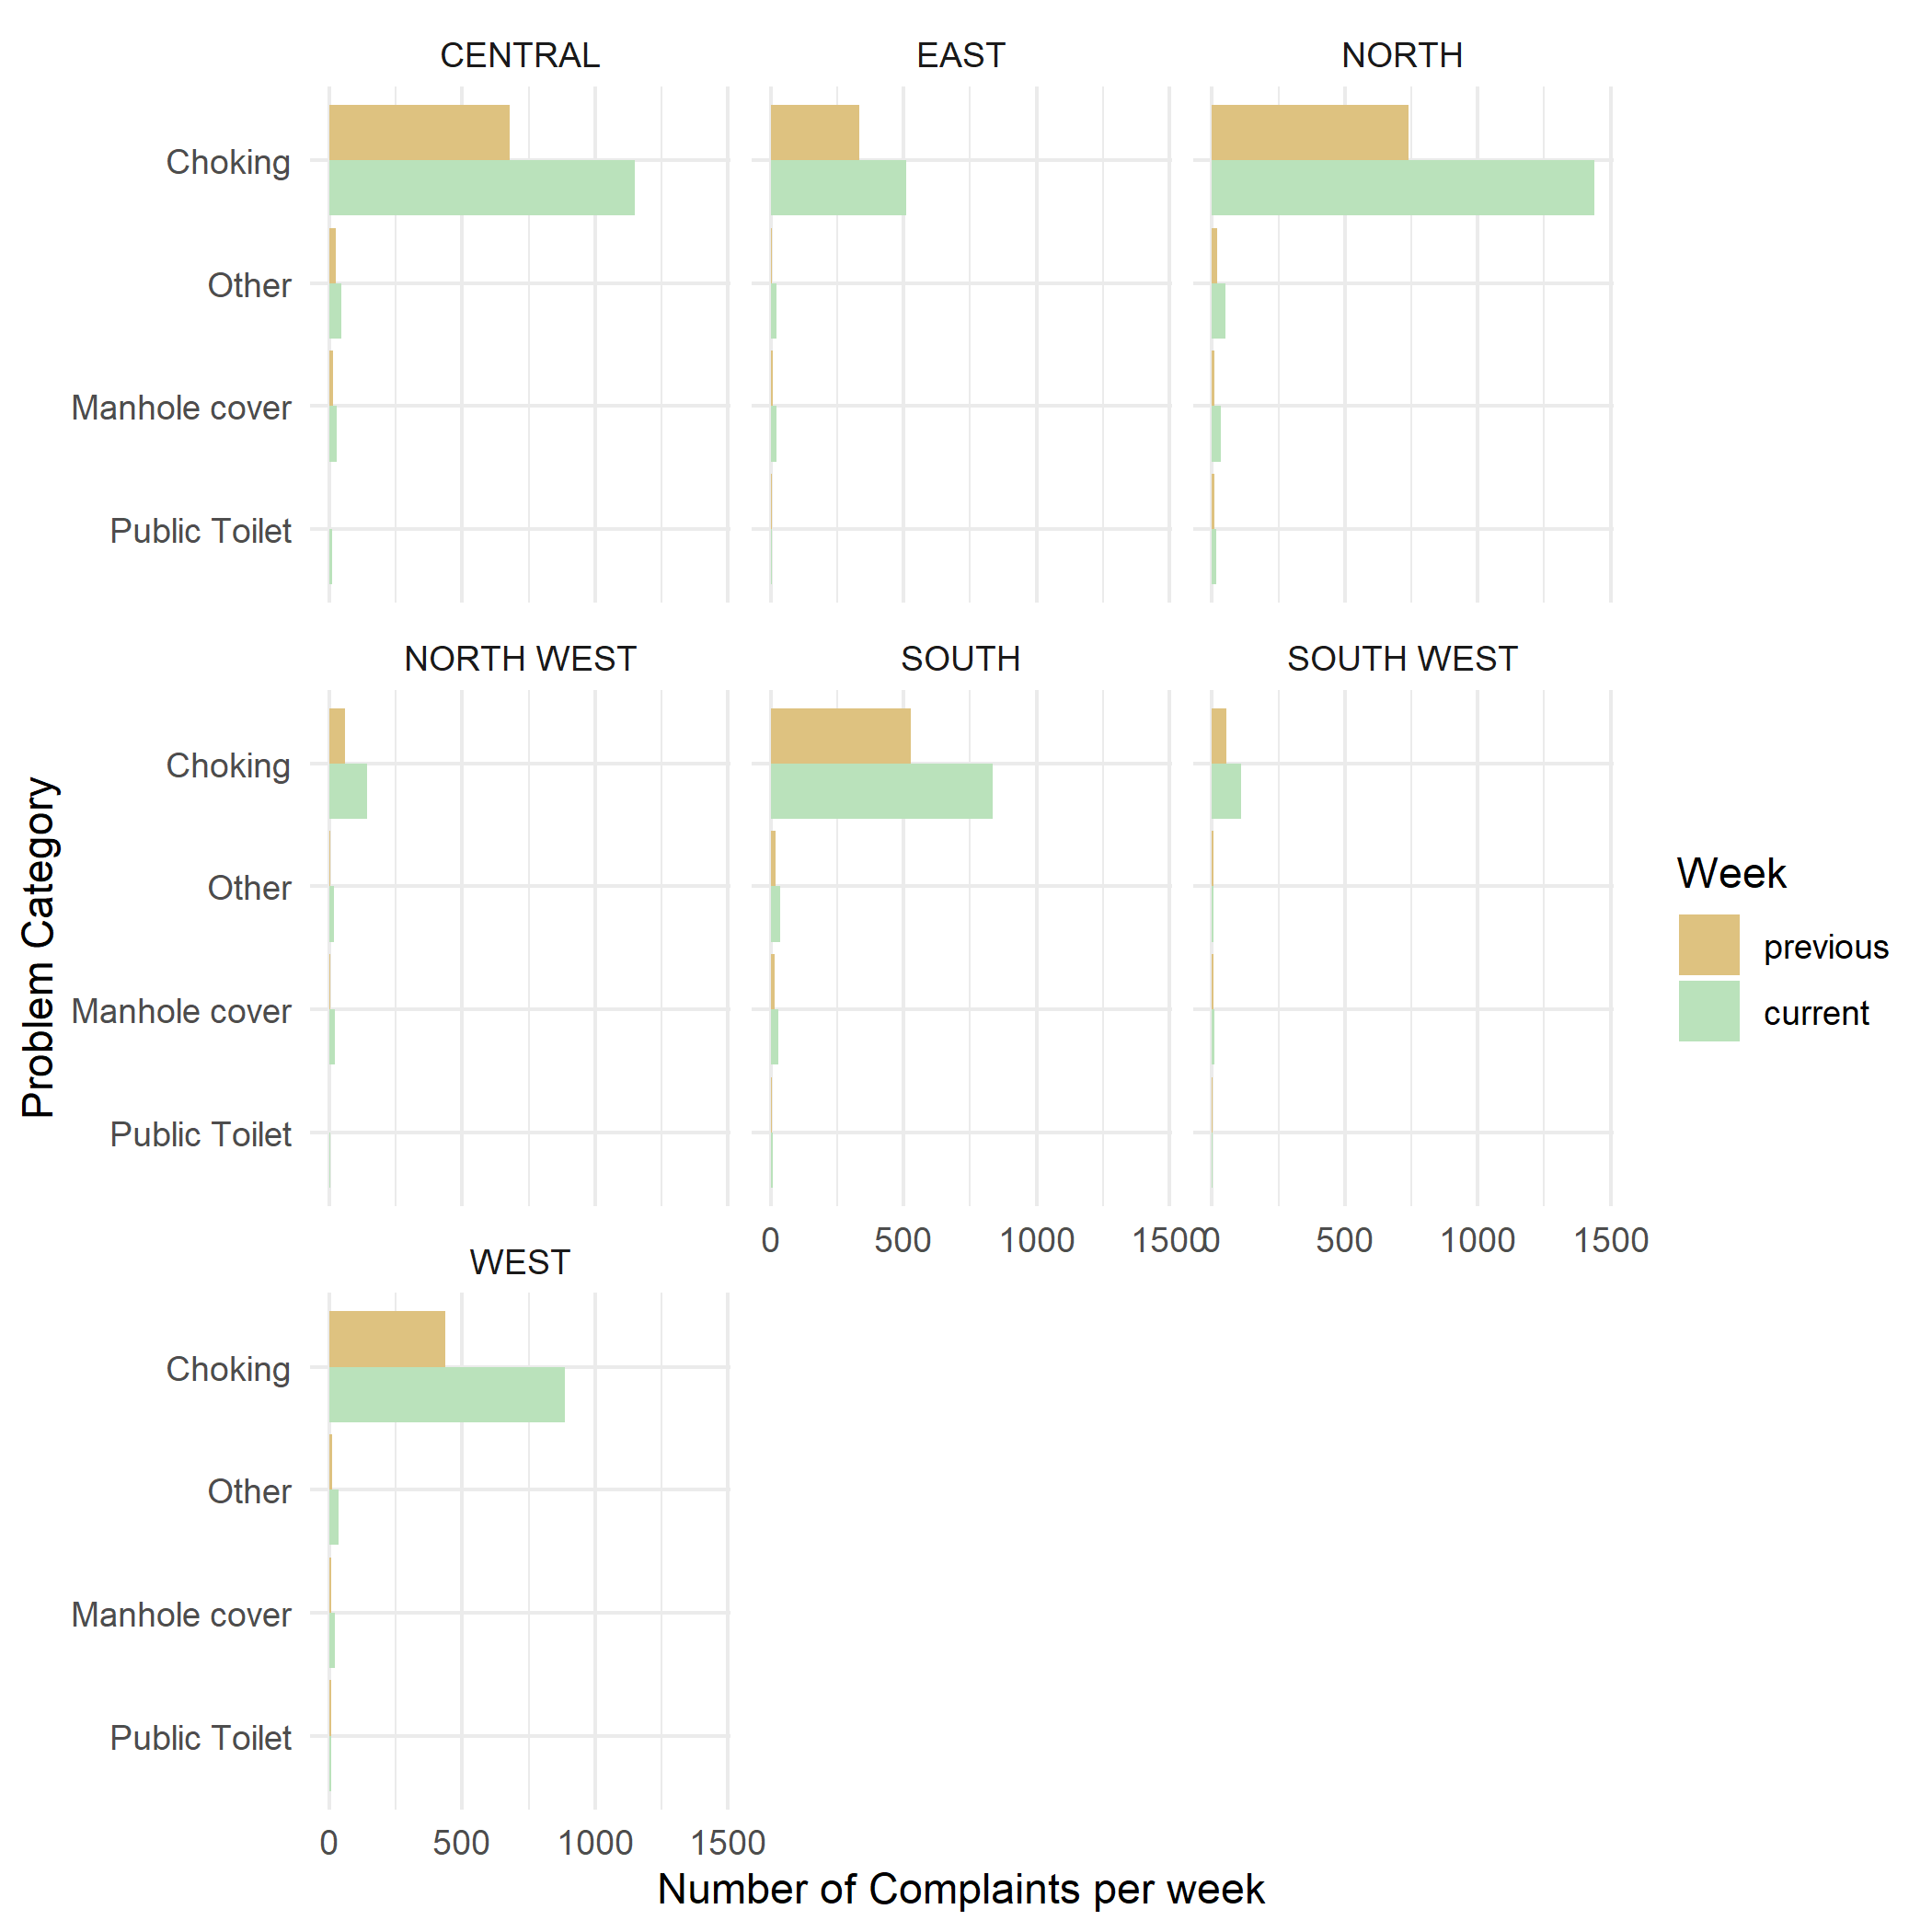 CENTRAL
EAST
NORTH
Choking
Other
Manhole cover
Public Toilet
NORTH WEST
SOUTH
SOUTH WEST
Choking
Other
Manhole cover
Public Toilet
0 500 1000 1500
0 500 1000 1500
WEST
Choking
Other
Manhole cover
Public Toilet
0 500 1000 1500
Number of Complaints per week
Problem Category
Week
previous
current